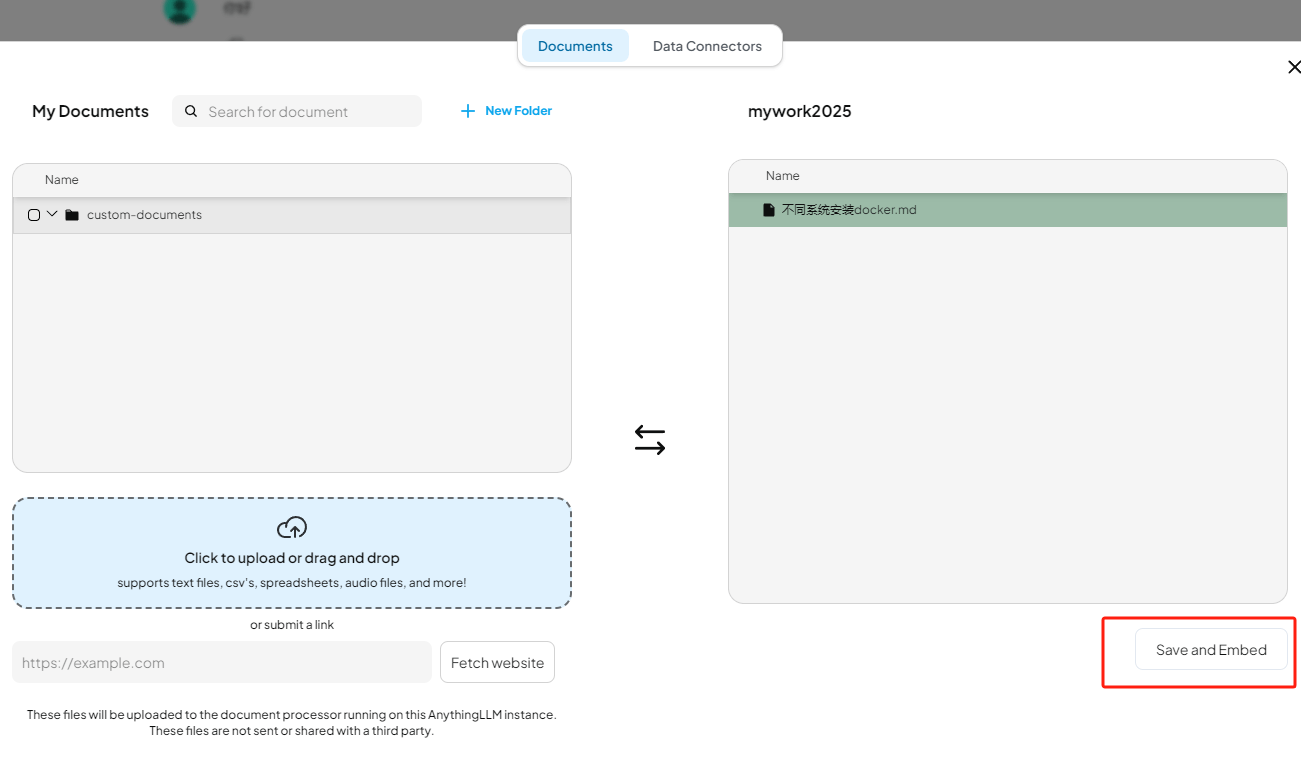 Documents
Data Connectors
My Documents
Search for document
New Folder
Name
custom-documents
Click to upload or drag and drop
supports text files, csv's, spreadsheets, audio files, and more!
or submit a link
https://example.com
Fetch website
These files will be uploaded to the document processor running on this AnythingLLM instance.
These files are not sent or shared with a third party.
mywork2025
Name
不同系统安装docker.md
Save and Embed